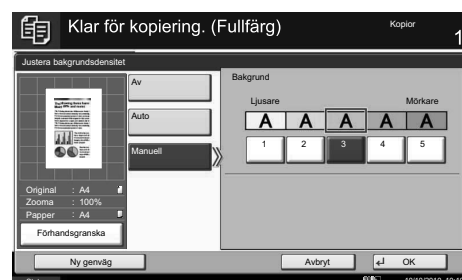 Klar för kopiering. (Fullfärg)
Kopior
1
Justera bakgrundsdensitet
Av
Auto
Manuell
Bakgrund
Ljusare
Mörkare
A A A A A
1 2 3 4 5
Original : A4
Zooma : 100%
Papper : A4
Förhandsgranska
Ny genväg
Avbryt
OK